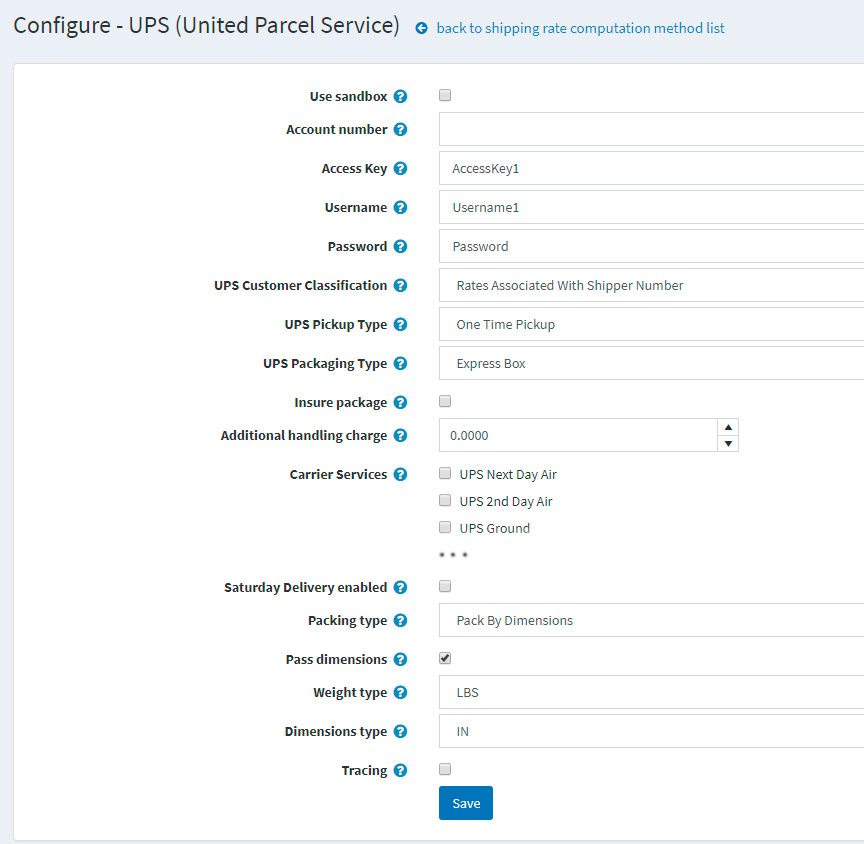 Configure - UPS (United Parcel Service) back to shipping rate computation method list
Use sandbox
Account number
Access Key AccessKey1
Username Username1
Password Password
UPS Customer Classification Rates Associated With Shipper Number
UPS Pickup Type One Time Pickup
UPS Packaging Type Express Box
Insure package
Additional handling charge 0.0000
Carrier Services UPS Next Day Air
UPS 2nd Day Air
UPS Ground
• • •
Saturday Delivery enabled
Packing type Pack By Dimensions
Pass dimensions
Weight type LBS
Dimensions type IN
Tracing
Save